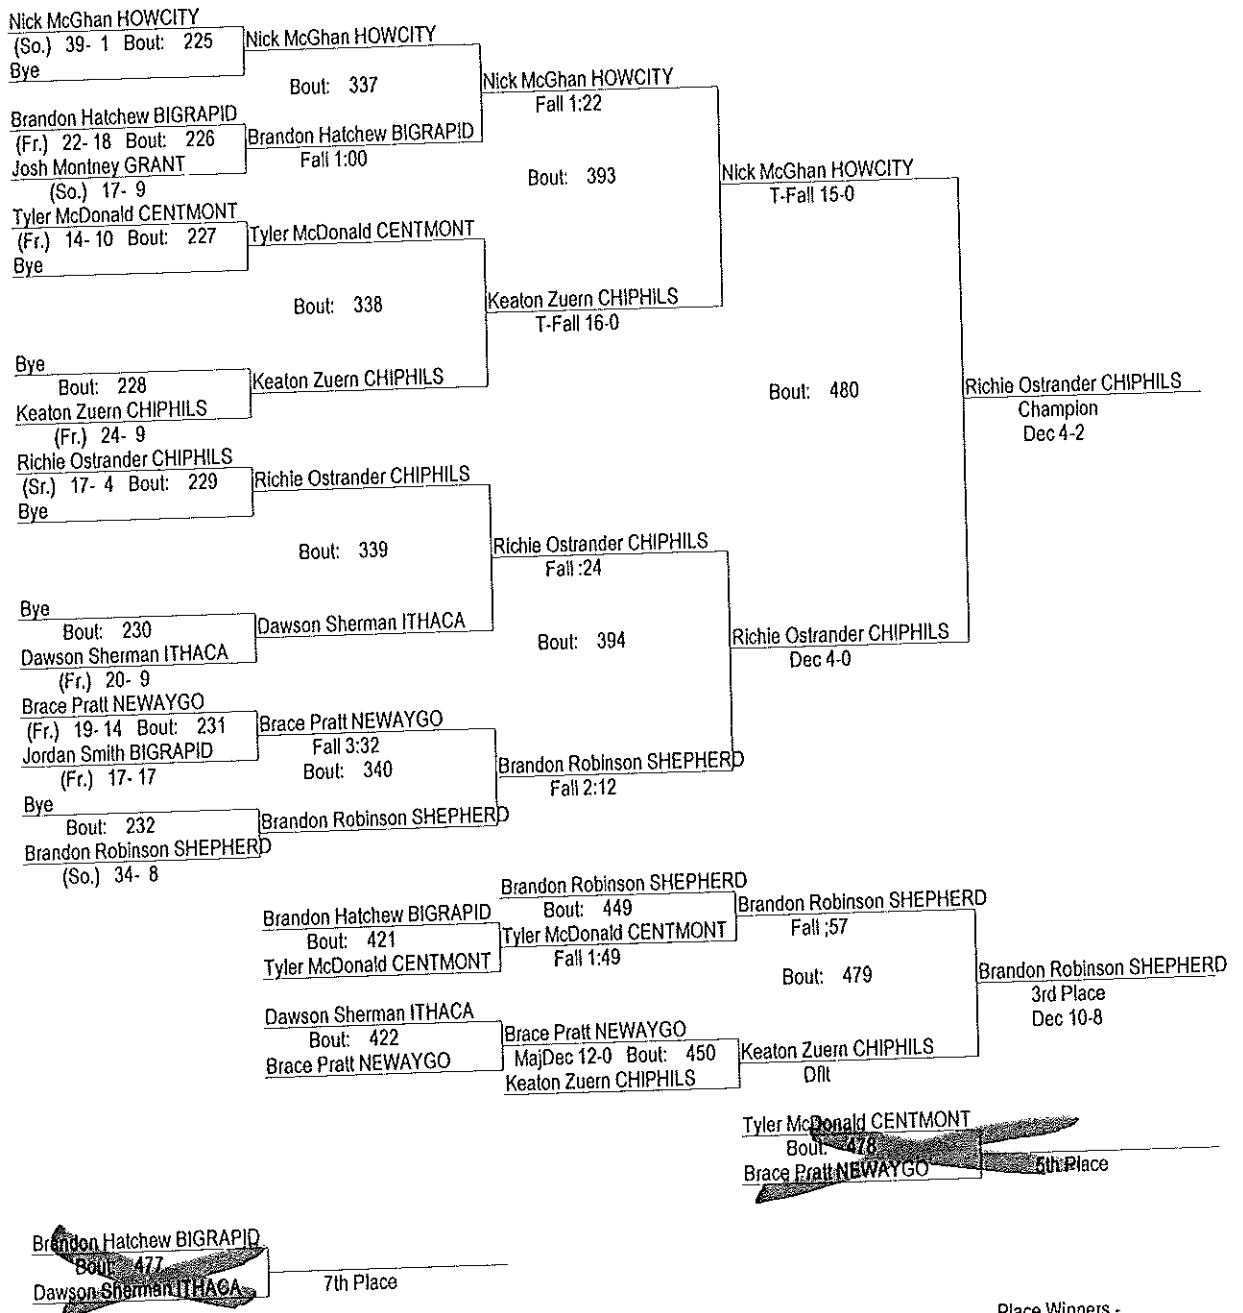 Nick McGhan HOWCITY
(So.) 39- 1 Bout: 225
Bye
Nick McGhan HOWCITY
Bout: 337
Brandon Hatchew BIGRAPID
(Fr.) 22- 18 Bout: 226
Josh Montney GRANT
(So.) 17- 9
Brandon Hatchew BIGRAPID
Fall 1:00
Nick McGhan HOWCITY
Fall 1:22
Bout: 393
Tyler McDonald CENTMONT
(Fr.) 14- 10 Bout: 227
Bye
Tyler McDonald CENTMONT
Bout: 338
Bye
Bout: 228
Keaton Zuern CHIPHILS
(Fr.) 24- 9
Keaton Zuern CHIPHILS
Keaton Zuern CHIPHILS
T-Fall 16-0
Nick McGhan HOWCITY
T-Fall 15-0
Bout: 480
Richie Ostrander CHIPHILS
Champion
Dec 4-2
Richie Ostrander CHIPHILS
(Sr.) 17- 4 Bout: 229
Bye
Richie Ostrander CHIPHILS
Bout: 339
Bye
Bout: 230
Dawson Sherman ITHACA
(Fr.) 20- 9
Dawson Sherman ITHACA
Richie Ostrander CHIPHILS
Fall :24
Bout: 394
Richie Ostrander CHIPHILS
Dec 4-0
Brace Pratt NEWAYGO
(Fr.) 19- 14 Bout: 231
Jordan Smith BIGRAPID
(Fr.) 17- 17
Brace Pratt NEWAYGO
Fall 3:32
Bout: 340
Bye
Bout: 232
Brandon Robinson SHEPHERD
(So.) 34- 8
Brandon Robinson SHEPHERD
Brandon Robinson SHEPHERD
Fall 2:12
Brandon Hatchew BIGRAPID
Bout: 421
Tyler McDonald CENTMONT
Brandon Robinson SHEPHERD
Bout: 449
Tyler McDonald CENTMONT
Fall 1:49
Brandon Robinson SHEPHERD
Fall ;57
Bout: 479
Brandon Robinson SHEPHERD
3rd Place
Dec 10-8
Dawson Sherman ITHACA
Bout: 422
Brace Pratt NEWAYGO
Brace Pratt NEWAYGO
MajDec 12-0 Bout: 450
Keaton Zuern CHIPHILS
Keaton Zuern CHIPHILS
Dflt
Tyler McDonald CENTMONT
Bout: 478
Brace Pratt NEWAYGO
5th Place
Brandon Hatchew BIGRAPID
Bout: 477
Dawson Sherman ITHACA
7th Place
Place Winners -